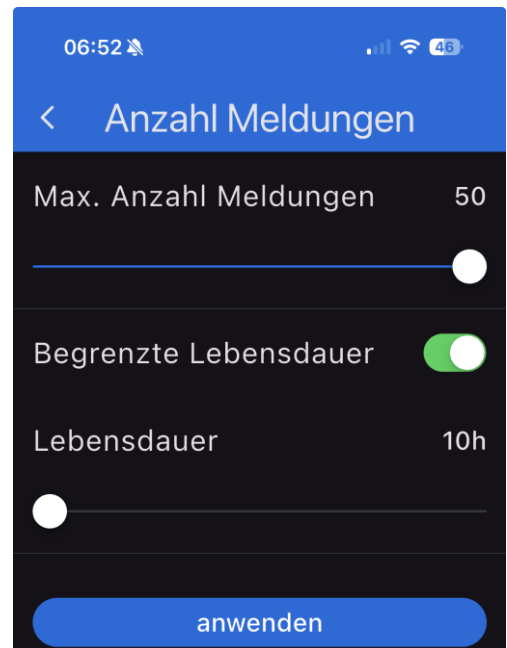 06:52 46
Anzahl Meldungen
Max. Anzahl Meldungen 50
Begrenzte Lebensdauer
Lebensdauer 10h
anwenden